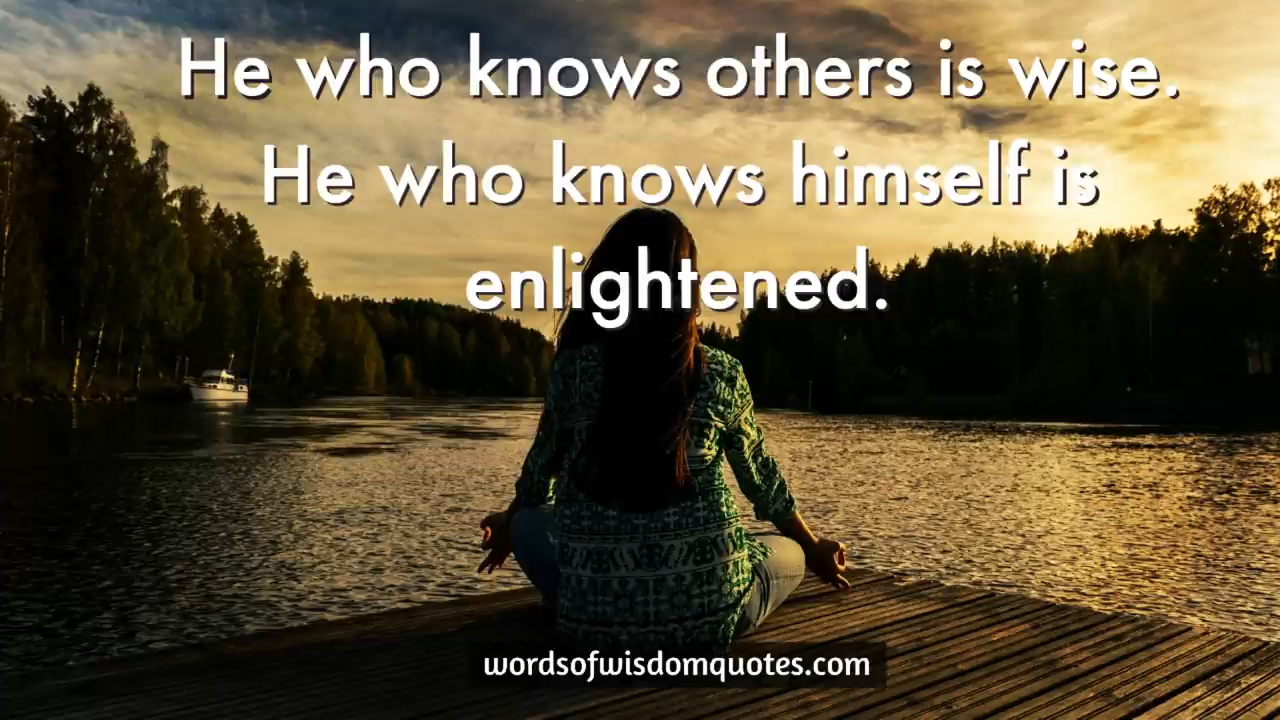 He who knows others is wise.
He who knows himself is
enlightened.
wordsofwisdomquotes.com